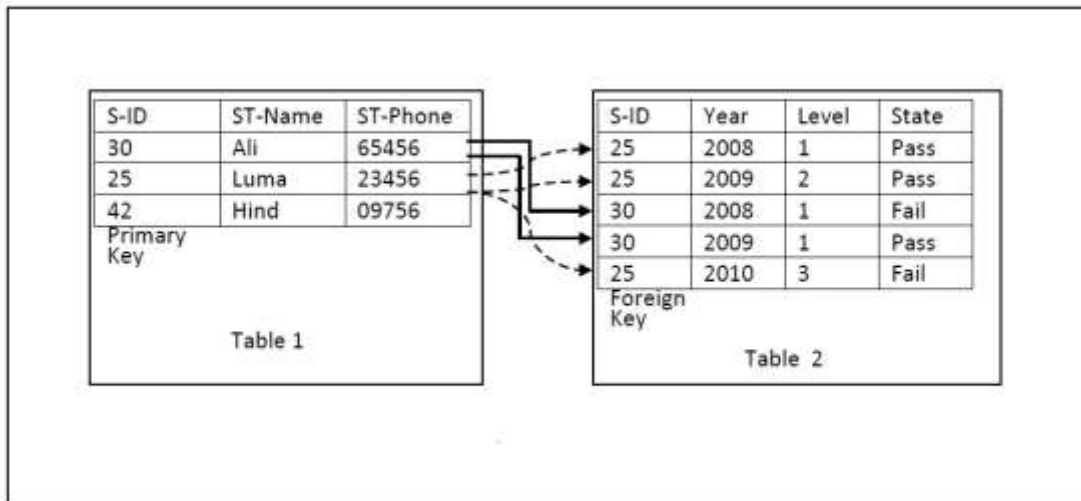 S-ID ST-Name ST-Phone
30 Ali 65456
25 Luma 23456
42 Hind 09756
Primary
Key
Table 1
S-ID Year Level State
25 2008 1 Pass
25 2009 2 Pass
30 2008 1 Fail
30 2009 1 Pass
25 2010 3 Fail
Foreign
Key
Table 2